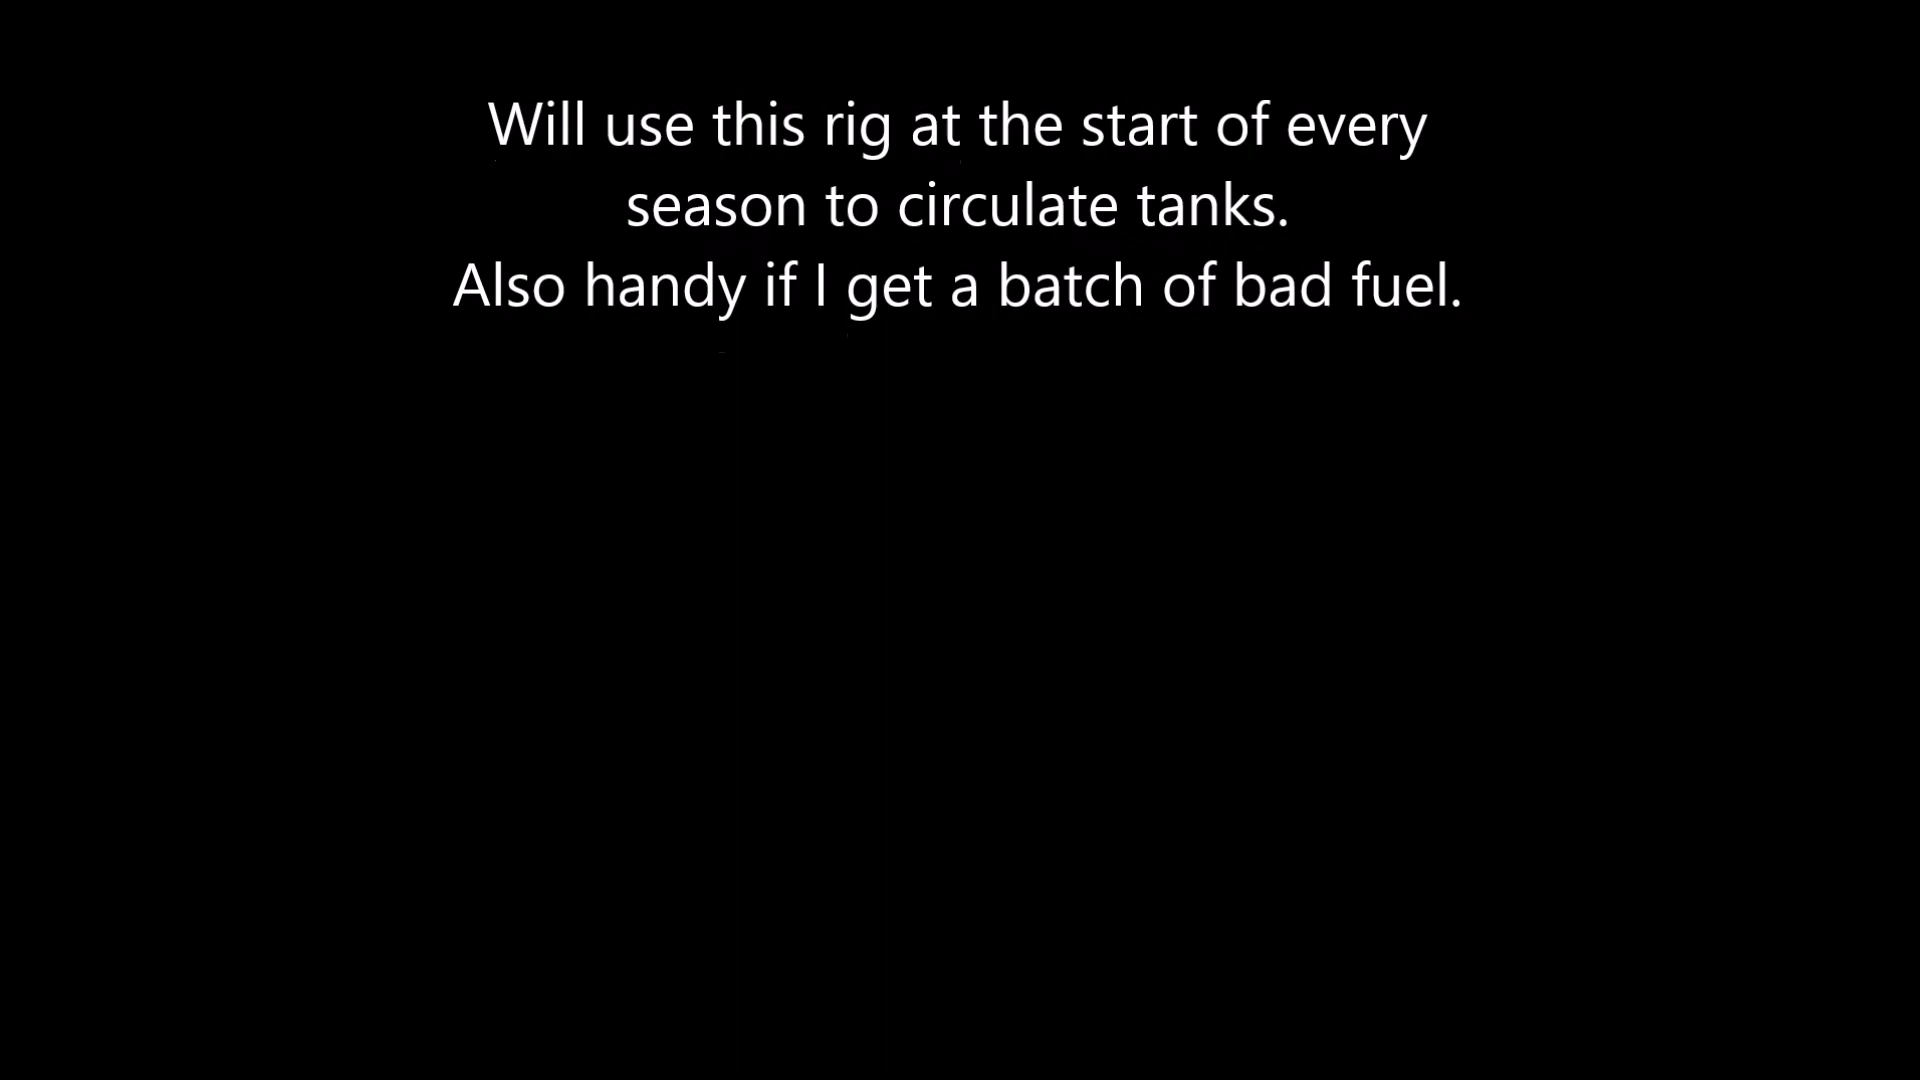 Will use this rig at the start of every
season to circulate tanks.
Also handy if I get a batch of bad fuel.